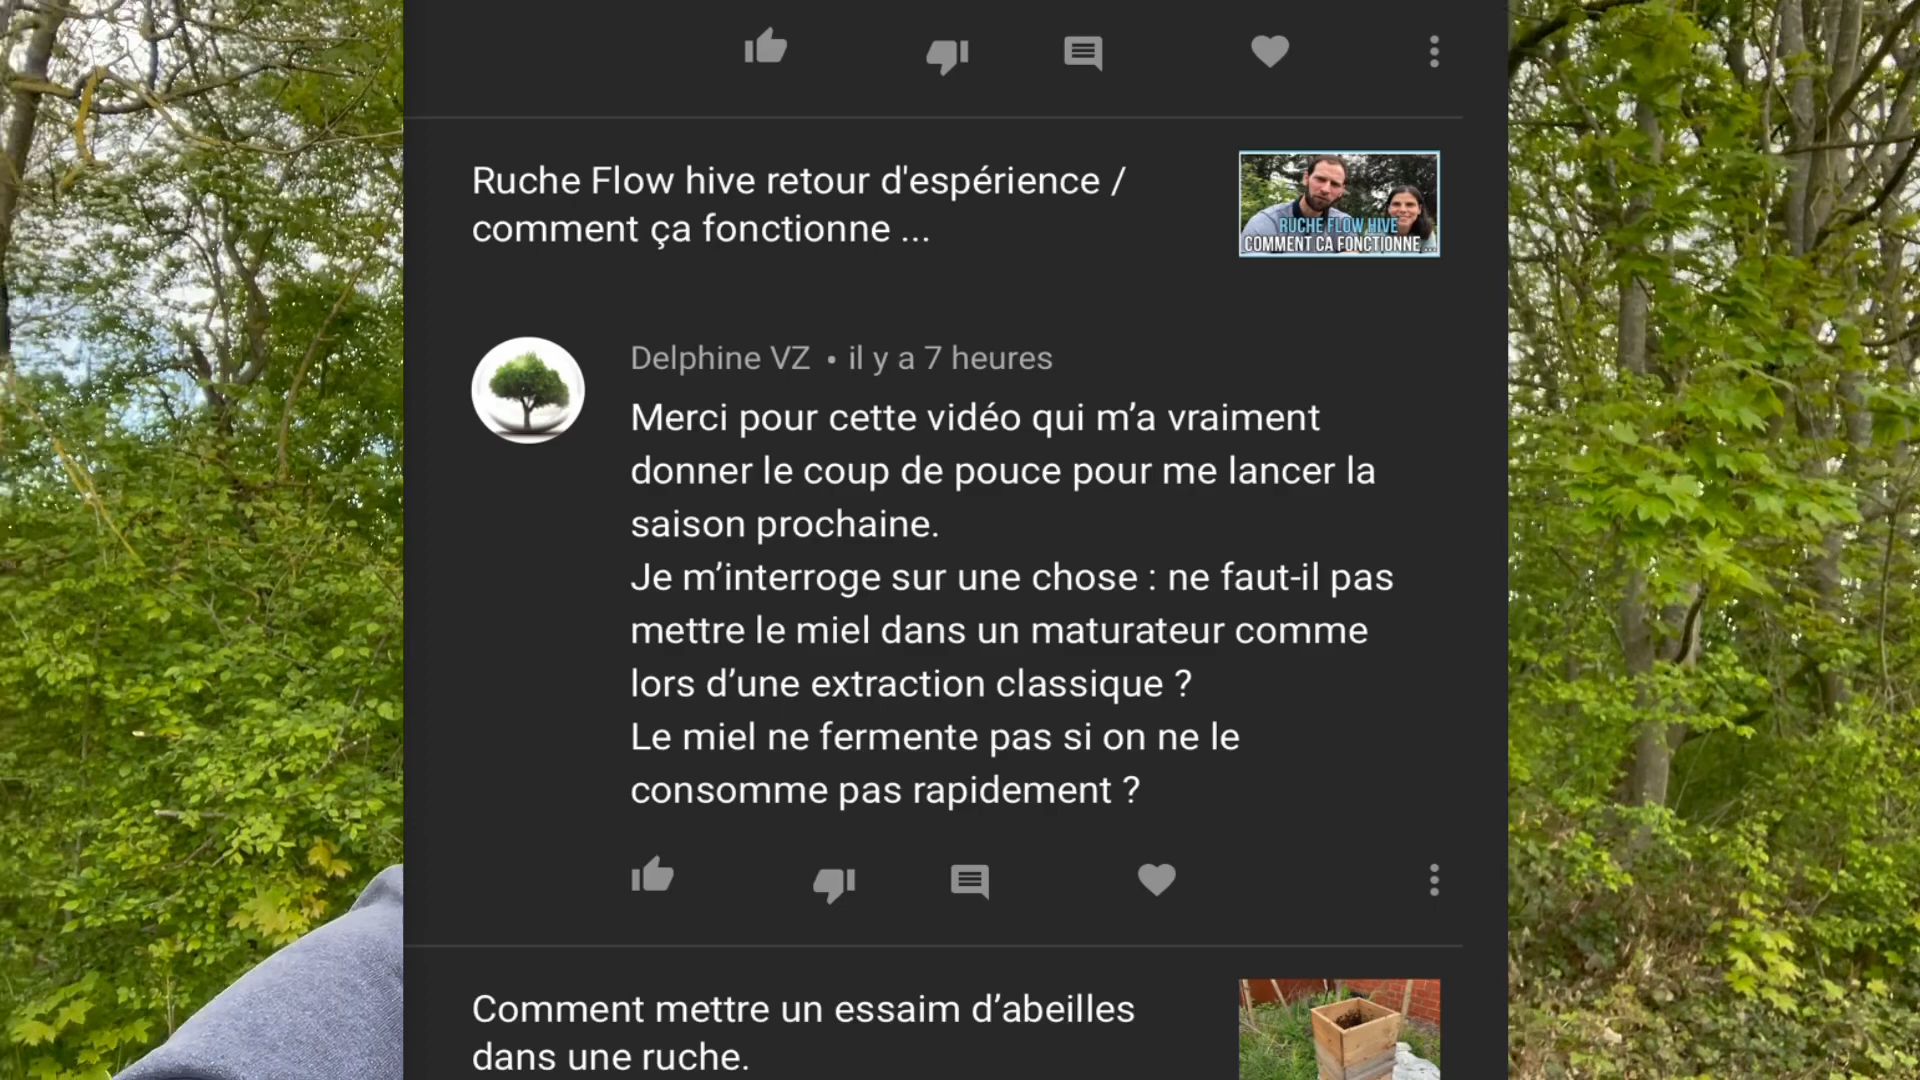 Ruche Flow hive retour d'espérience /
comment ça fonctionne ...
RUCHE FLOW HIVE
COMMENT CA FONCTIONNE ...
Delphine VZ • il y a 7 heures
Merci pour cette vidéo qui m’a vraiment
donner le coup de pouce pour me lancer la
saison prochaine.
Je m’interroge sur une chose : ne faut-il pas
mettre le miel dans un maturateur comme
lors d’une extraction classique ?
Le miel ne fermente pas si on ne le
consomme pas rapidement ?
Comment mettre un essaim d’abeilles
dans une ruche.